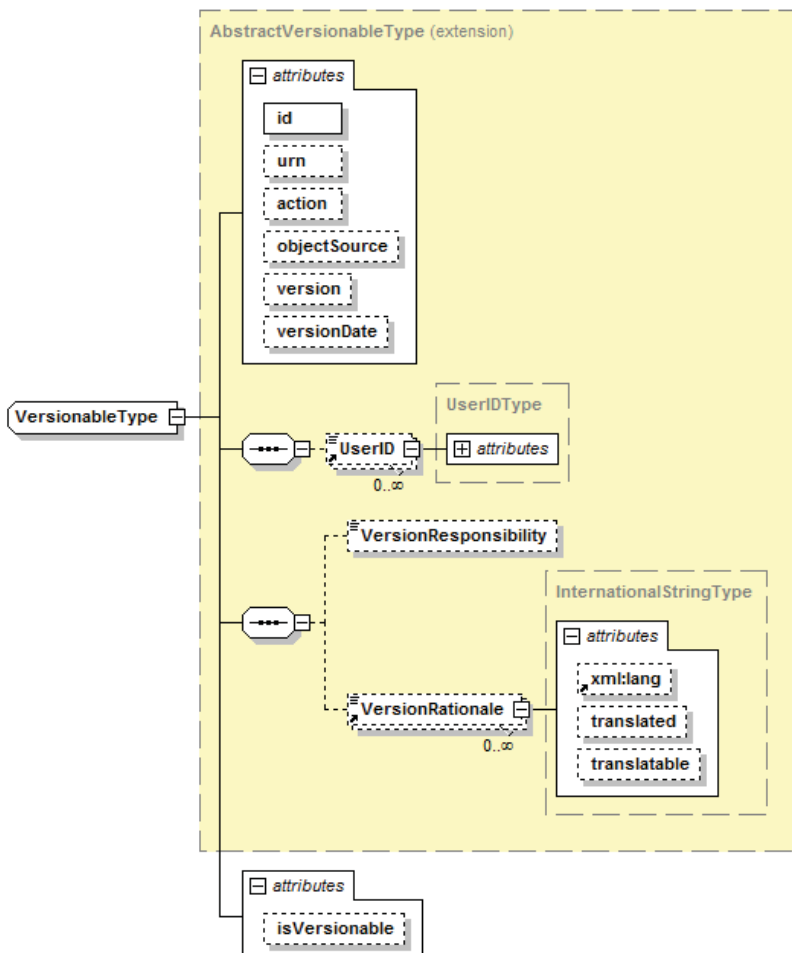 AbstractVersionableType (extension)
attributes
id
urn
action
objectSource
version
versionDate
VersionableType
UserIDType
UserID
attributes
0..∞
VersionResponsibility
InternationalStringType
attributes
xml:lang
VersionRationale
translated
0..∞
translatable
attributes
isVersionable